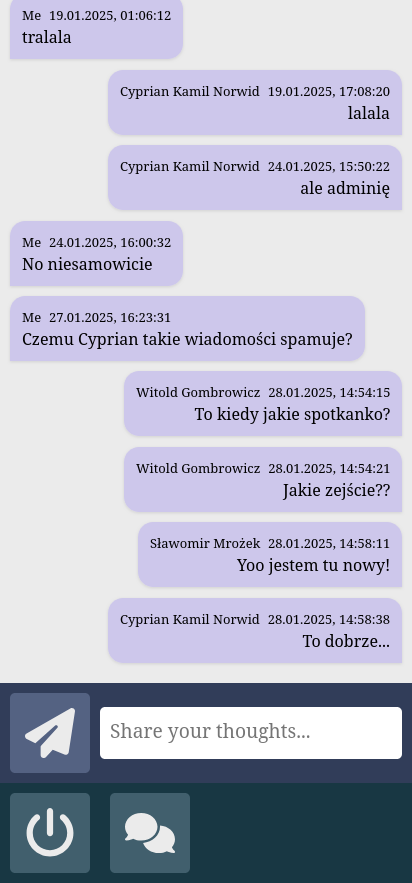 Me 19.01.2025, 01:06:12
tralala
Cyprian Kamil Norwid 19.01.2025, 17:08:20
lalala
Cyprian Kamil Norwid 24.01.2025, 15:50:22
ale adminię
Me 24.01.2025, 16:00:32
No niesamowicie
Me 27.01.2025, 16:23:31
Czemu Cyprian takie wiadomości spamuje?
Witold Gombrowicz 28.01.2025, 14:54:15
To kiedy jakie spotkanko?
Witold Gombrowicz 28.01.2025, 14:54:21
Jakie zejście??
Sławomir Mrożek 28.01.2025, 14:58:11
Yoo jestem tu nowy!
Cyprian Kamil Norwid 28.01.2025, 14:58:38
To dobrze...
Share your thoughts...